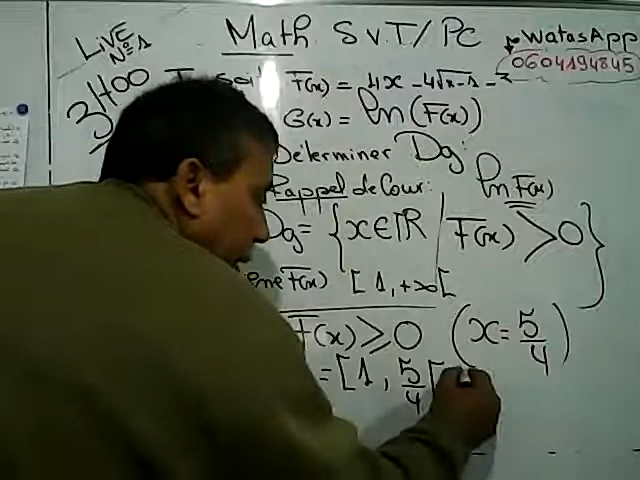 LIVE
N°1
Math SVT/PC
WatasApp
0604194845
3H00
F(x) = 4x - 4√x-1 - 3
G(x) = ln(F(x))
Déterminer Dg:
Rappel de Cour: ln F(x)
Dg = {x∈IR | F(x) > 0}
F(x) [1,+∞[
F(x) ⩾ 0 (x = 5/4)
= [1, 5/4[